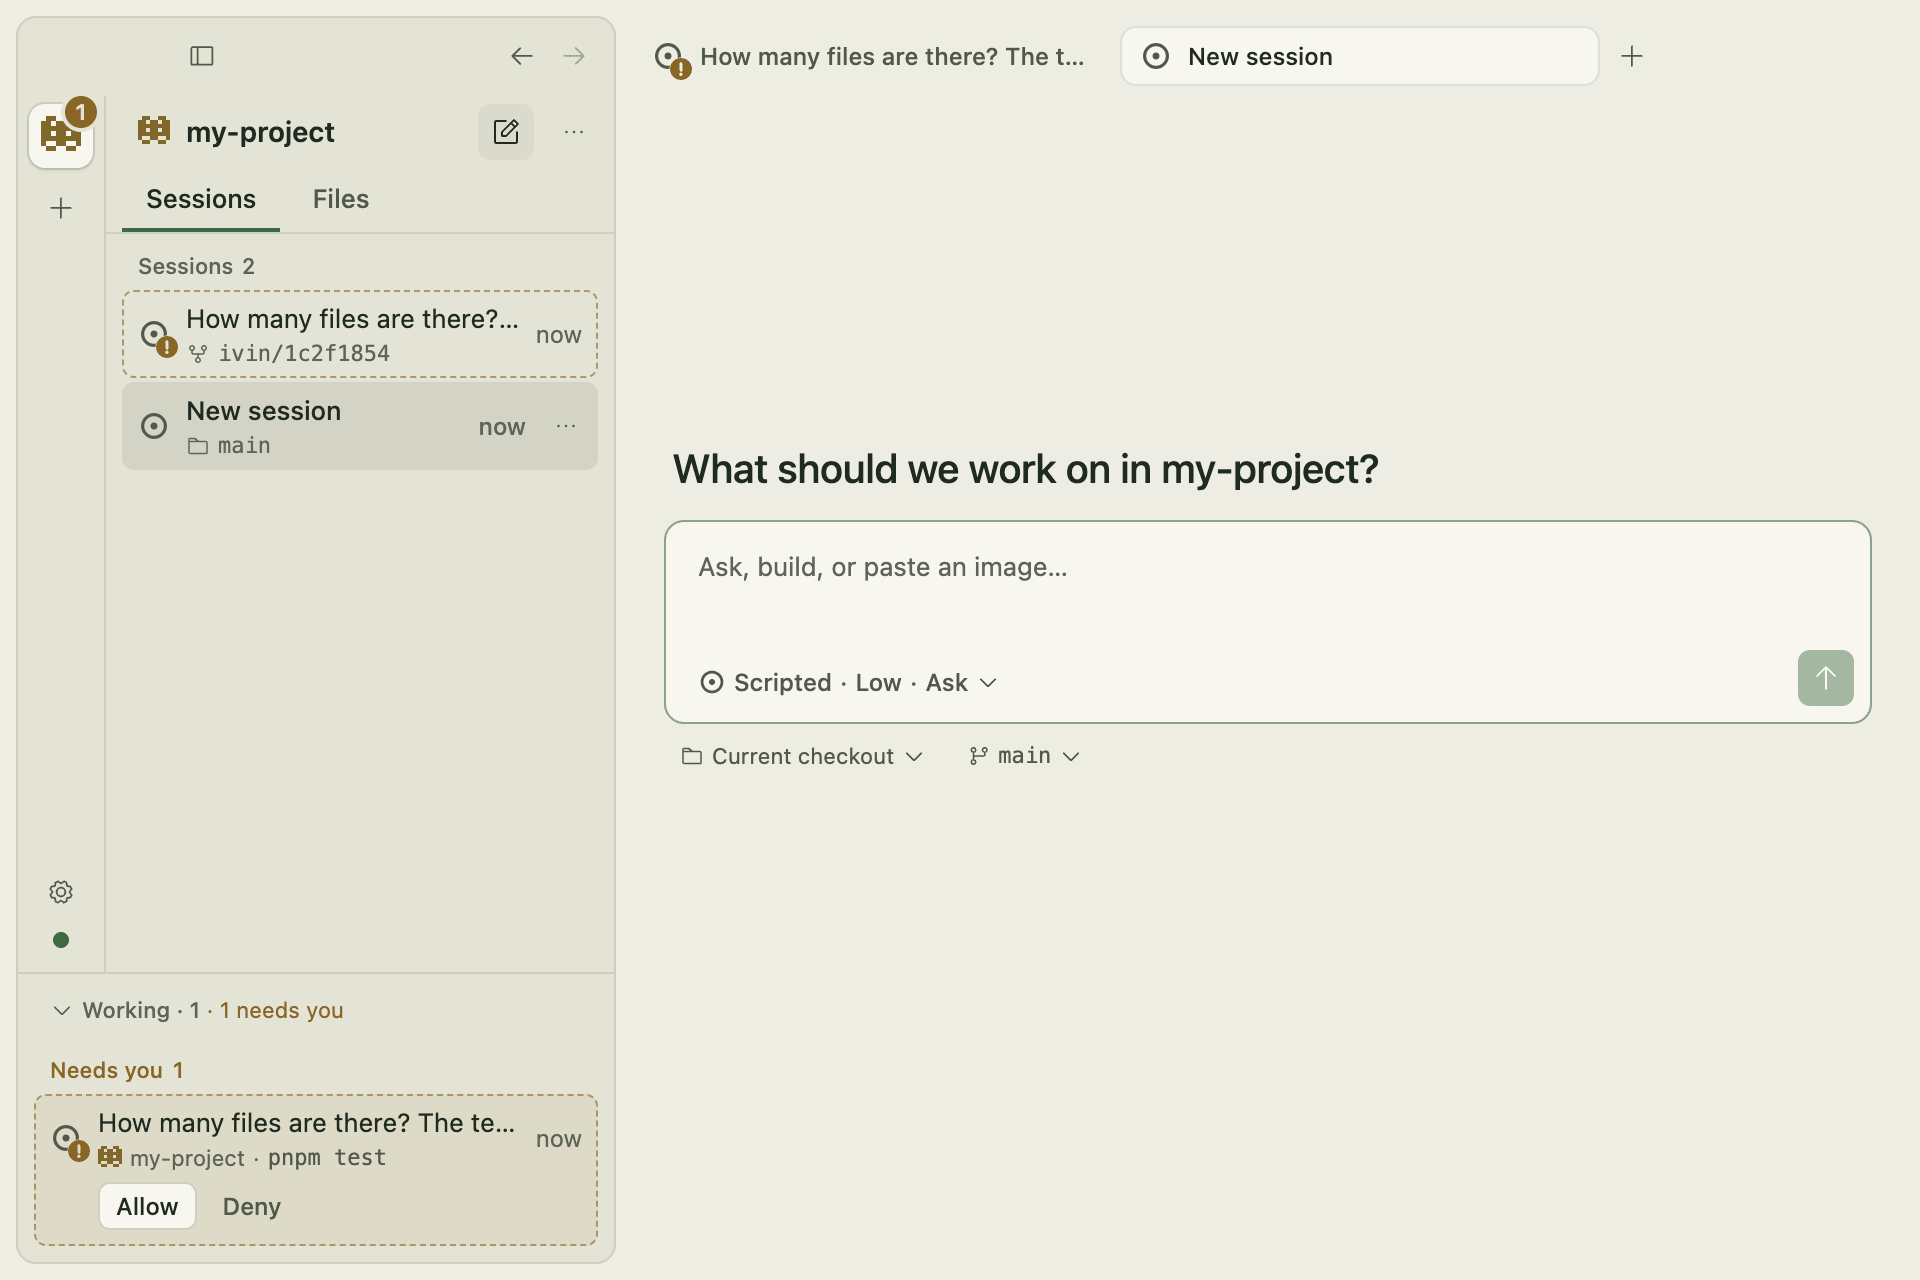 How many files are there? The t...
New session
1
my-project
Sessions
Files
Sessions 2
How many files are there?...
now
ivin/1c2f1854
New session
now
main
What should we work on in my-project?
Ask, build, or paste an image...
Scripted · Low · Ask
Current checkout
main
Working · 1 · 1 needs you
Needs you 1
How many files are there? The te...
now
my-project · pnpm test
Allow
Deny